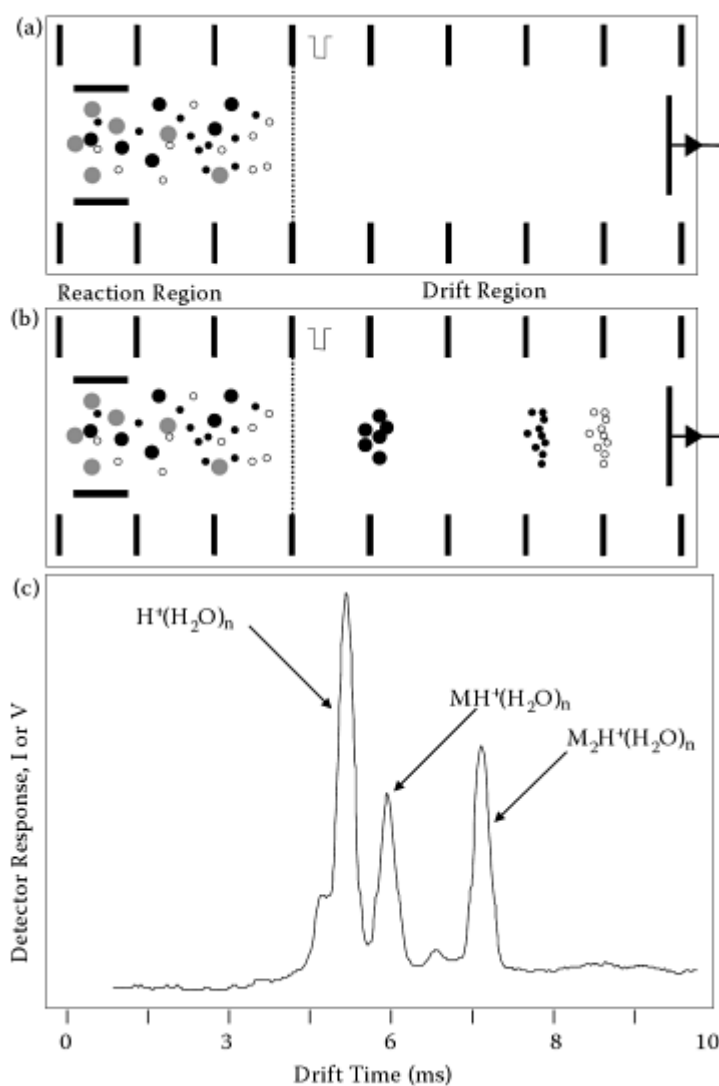 (a)
Reaction Region Drift Region
(b)
(c)
H⁺(H₂O)ₙ
MH⁺(H₂O)ₙ
M₂H⁺(H₂O)ₙ
Detector Response, I or V
0 3 6 8 10
Drift Time (ms)